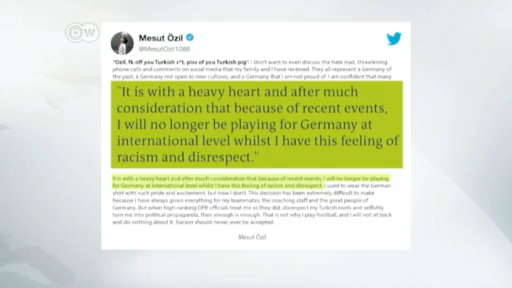 DW
Mesut Özil
@MesutOzil1088
"Özil, fk off you Turkish s*t, piss of you Turkish pig". I don't want to even discuss the hate mail, threatening
phone calls and comments on social media that my family and I have received. They all represent a Germany of
the past, a Germany not open to new cultures, and a Germany that I am not proud of. I am confident that many
"It is with a heavy heart and after much
consideration that because of recent events,
I will no longer be playing for Germany at
international level whilst I have this feeling of
racism and disrespect."
It is with a heavy heart and after much consideration that because of recent events, I will no longer be playing
for Germany at international level whilst I have this feeling of racism and disrespect. I used to wear the German
shirt with such pride and excitement, but now I don't. This decision has been extremely difficult to make
because I have always given everything for my teammates, the coaching staff and the good people of
Germany. But when high-ranking DFB officials treat me as they did, disrespect my Turkish roots and selfishly
turn me into political propaganda, then enough is enough. That is not why I play football, and I will not sit back
and do nothing about it. Racism should never, ever be accepted.
Mesut Özil